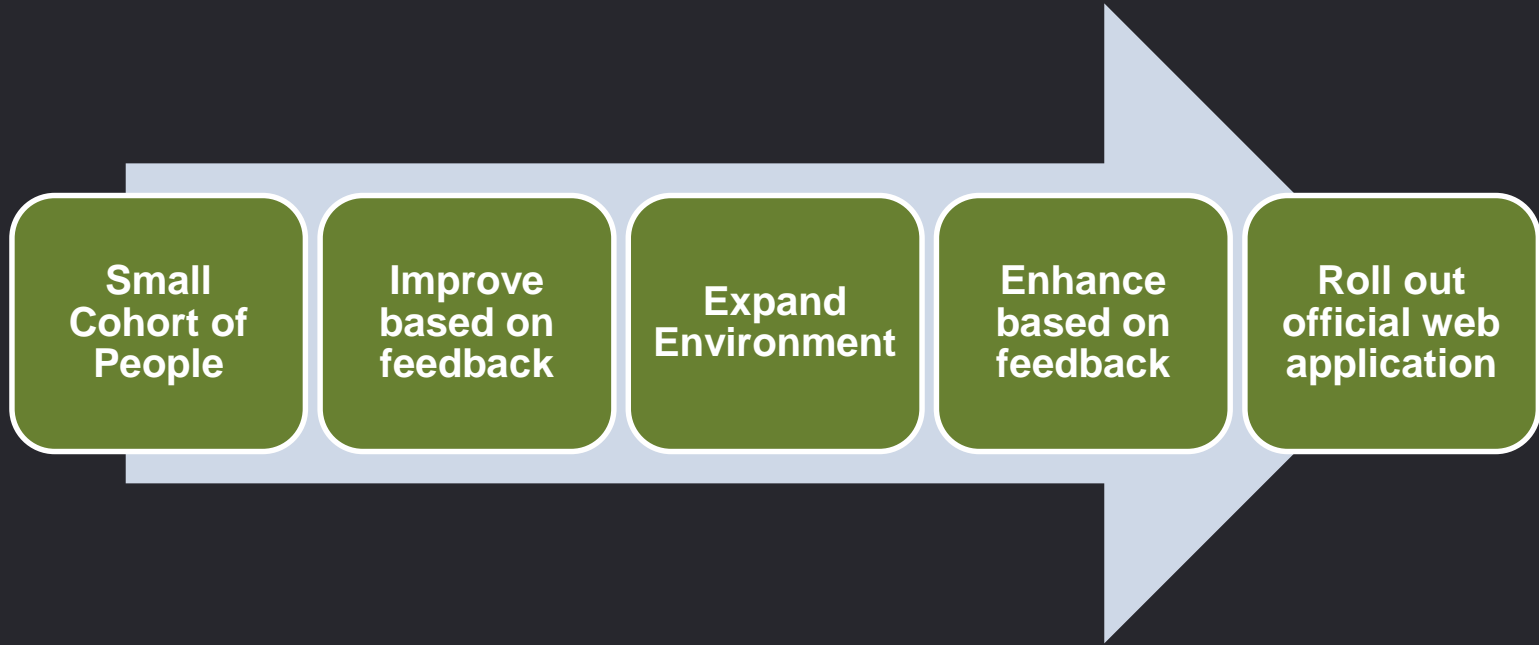 Small
Cohort of
People
Improve
based on
feedback
Expand
Environment
Enhance
based on
feedback
Roll out
official web
application